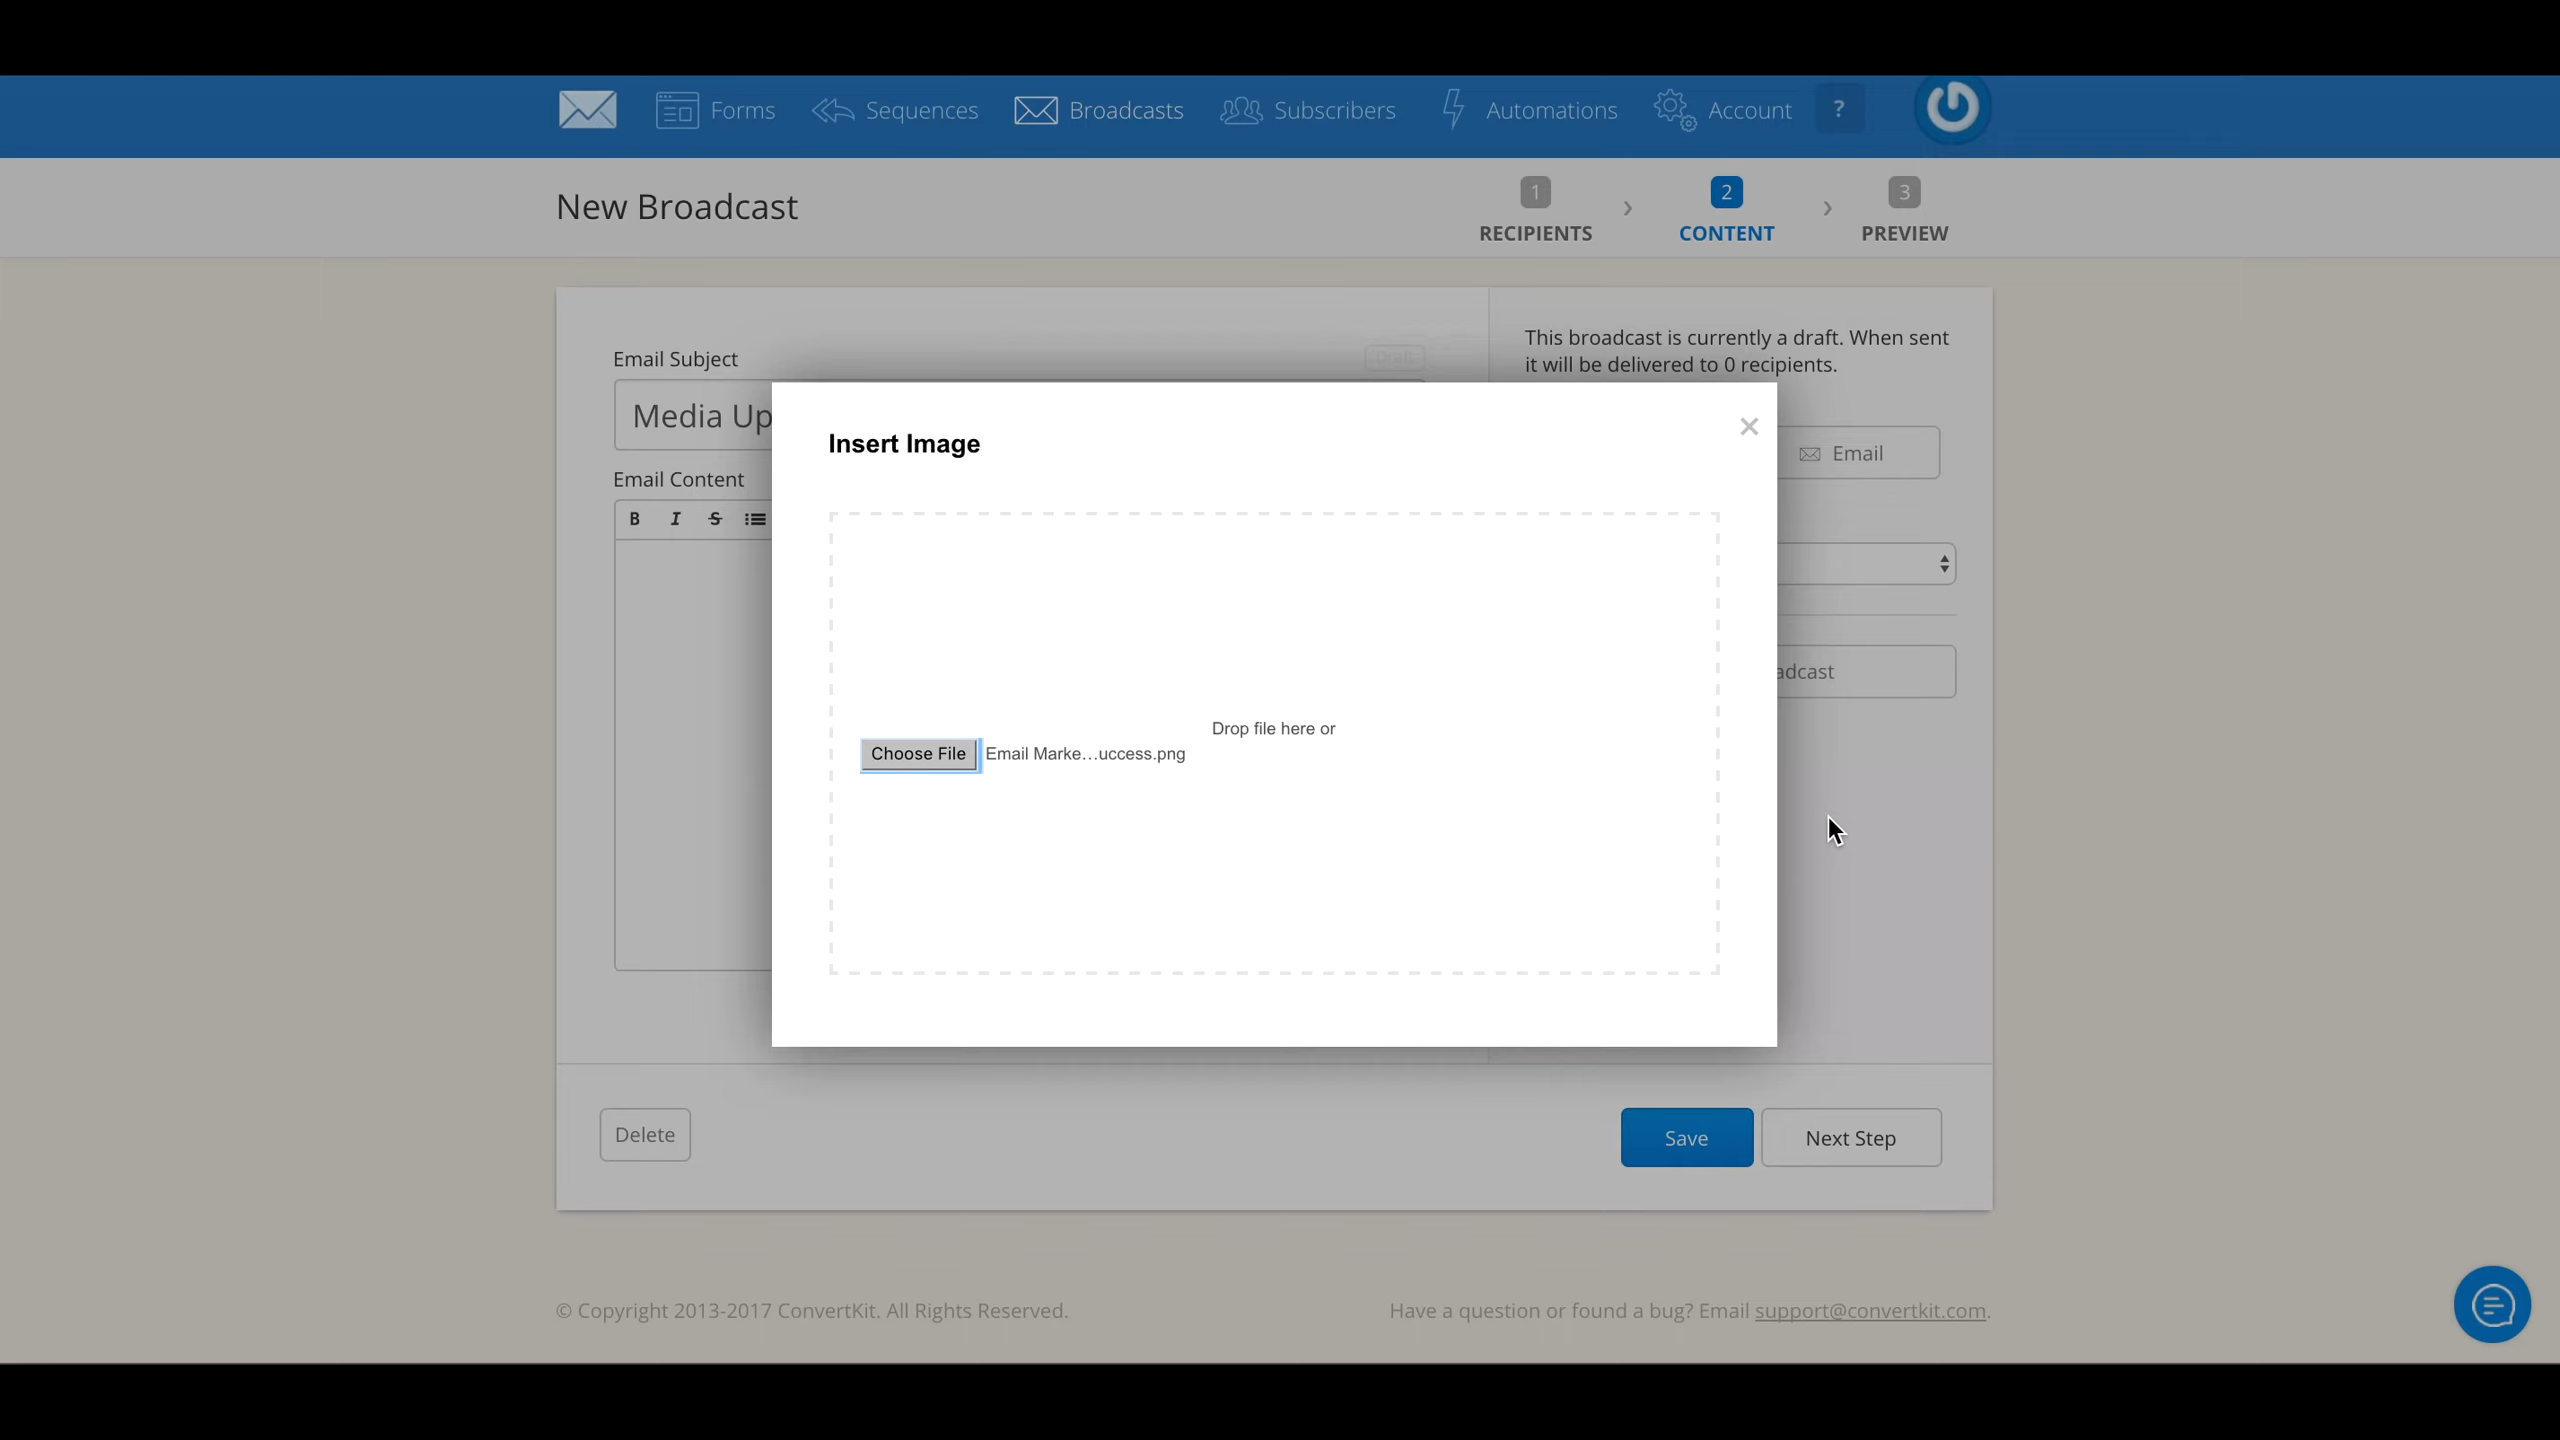 Forms
Sequences
Broadcasts
Subscribers
Automations
Account
?
New Broadcast
1
RECIPIENTS
2
CONTENT
3
PREVIEW
This broadcast is currently a draft. When sent
it will be delivered to 0 recipients.
Email Subject
Draft
Media Up
Email Content
B I S
Insert Image
×
Email
Drop file here or
Choose File Email Marke...uccess.png
adcast
Delete
Save
Next Step
© Copyright 2013-2017 ConvertKit. All Rights Reserved.
Have a question or found a bug? Email support@convertkit.com.